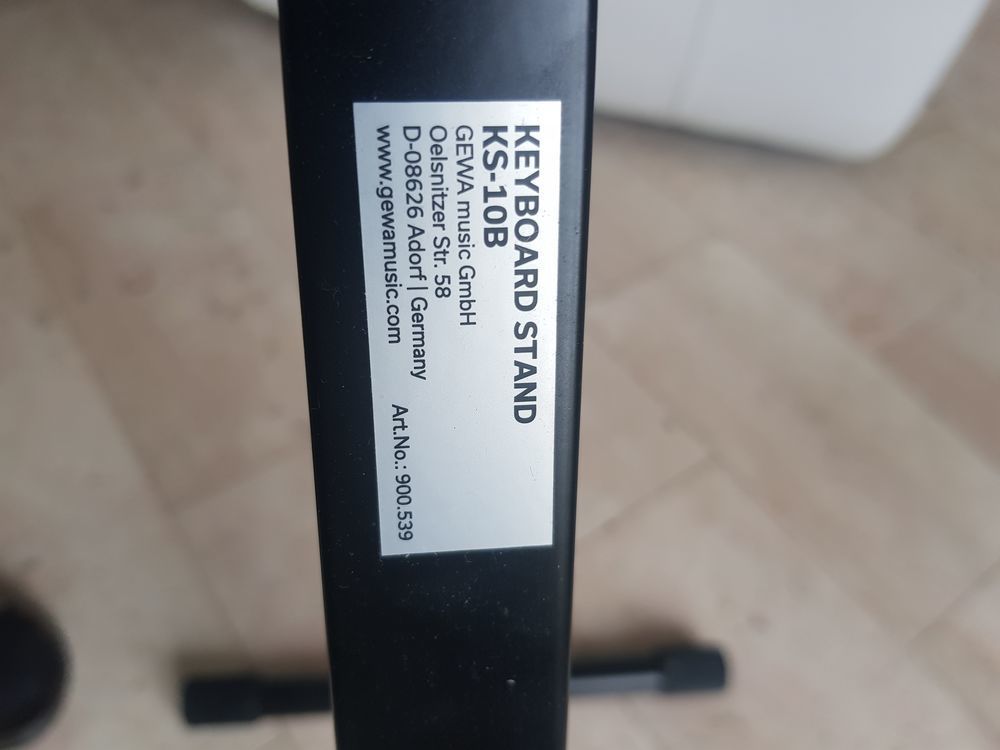 KEYBOARD STAND
KS-10B
GEWA music GmbH
Oelsnitzer Str. 58
D-08626 Adorf | Germany
www.gewamusic.com Art.No.: 900.539